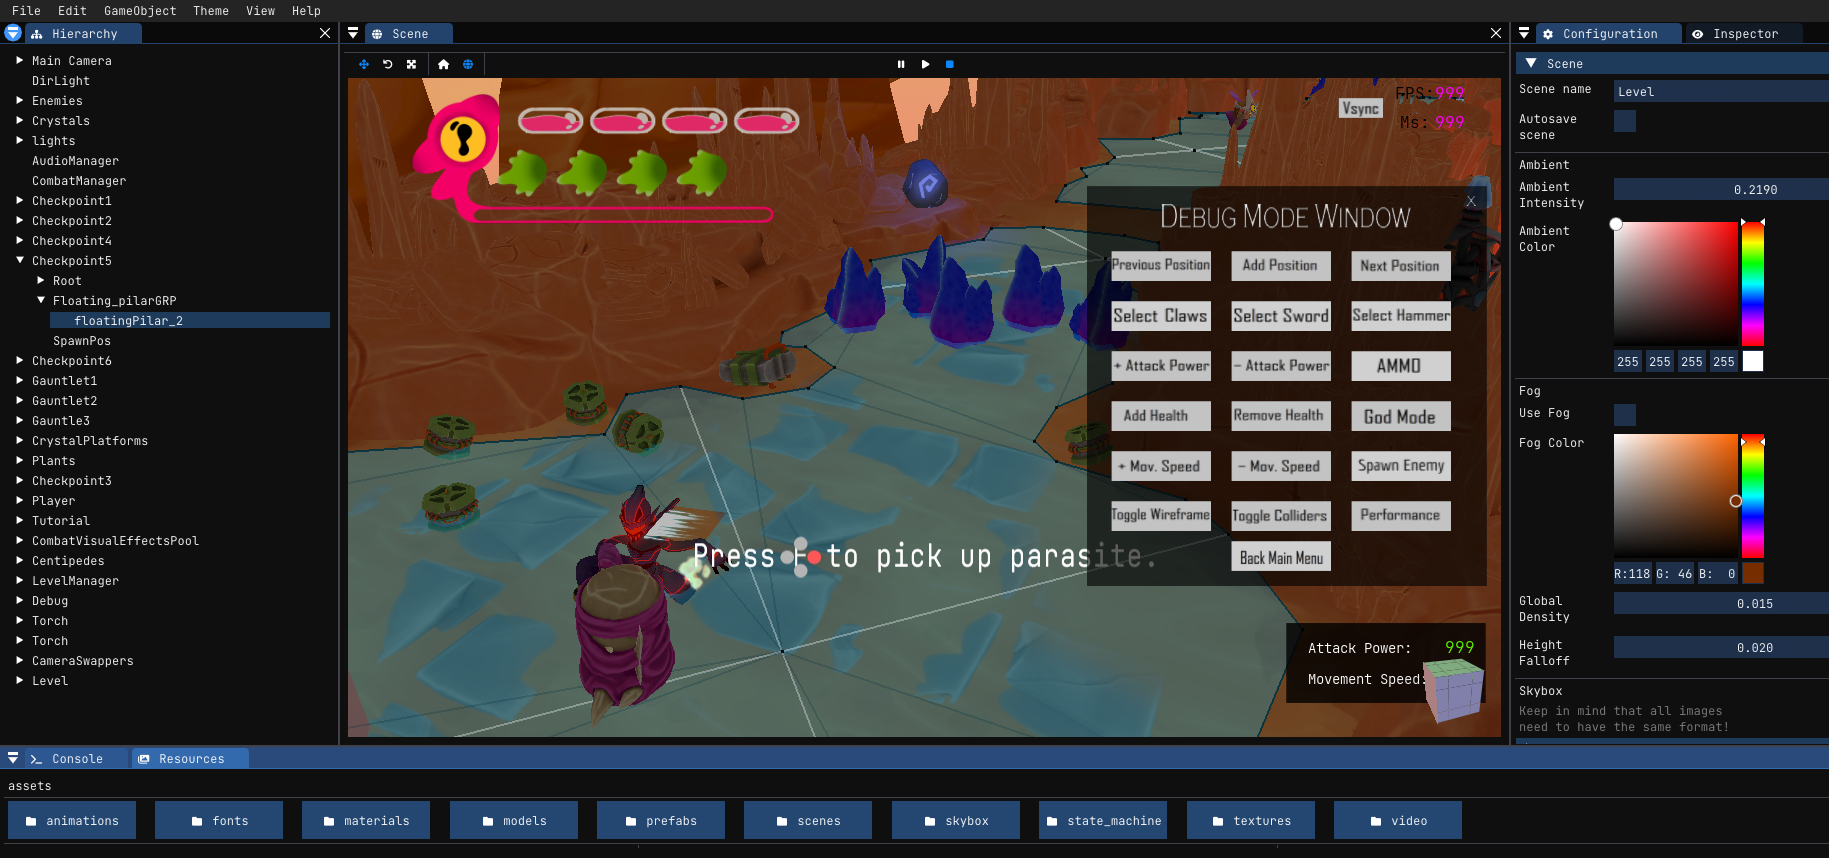 File Edit GameObject Theme View Help
Hierarchy
Scene
Configuration
Inspector
Main Camera
DirLight
Enemies
Crystals
lights
AudioManager
CombatManager
Checkpoint1
Checkpoint2
Checkpoint4
Checkpoint5
Root
Floating_pilarGRP
floatingPilar_2
SpawnPos
Checkpoint6
Gauntlet1
Gauntlet2
Gauntle3
CrystalPlatforms
Plants
Checkpoint3
Player
Tutorial
CombatVisualEffectsPool
Centipedes
LevelManager
Debug
Torch
Torch
CameraSwappers
Level
Vsync
FPS: 999
Ms: 999
X
DEBUG MODE WINDOW
Previous Position Add Position Next Position
Select Claws Select Sword Select Hammer
+ Attack Power - Attack Power AMMO
Add Health Remove Health God Mode
+ Mov. Speed - Mov. Speed Spawn Enemy
Toggle Wireframe Toggle Colliders Performance
Back Main Menu
Press F to pick up parasite.
Attack Power: 999
Movement Speed:
Scene
Scene name Level
Autosave
scene
Ambient
Ambient
Intensity
0.2190
Ambient
Color
255 255 255 255
Fog
Use Fog
Fog Color
R:118 G: 46 B: 0
Global
Density
0.015
Height
Falloff
0.020
Skybox
Keep in mind that all images
need to have the same format!
Console
Resources
assets
animations fonts materials models prefabs scenes skybox state_machine textures video